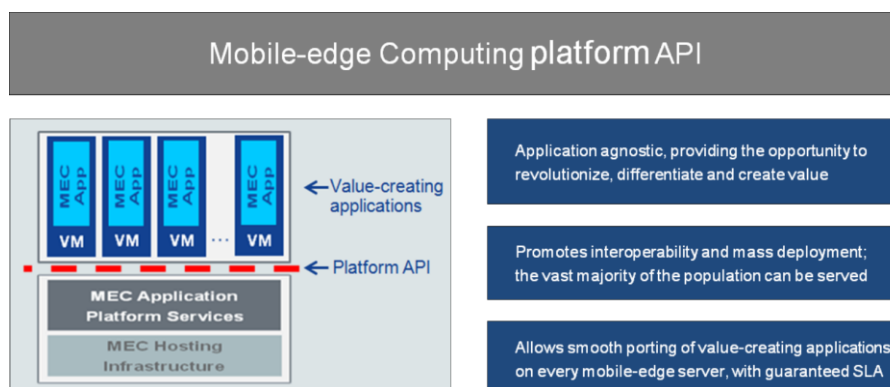 Mobile-edge Computing platform API
MEC App
MEC App
MEC App
MEC App
VM
VM
VM
...
VM
Value-creating
applications
Platform API
MEC Application
Platform Services
MEC Hosting
Infrastructure
Application agnostic, providing the opportunity to
revolutionize, differentiate and create value
Promotes interoperability and mass deployment;
the vast majority of the population can be served
Allows smooth porting of value-creating applications
on every mobile-edge server, with guaranteed SLA